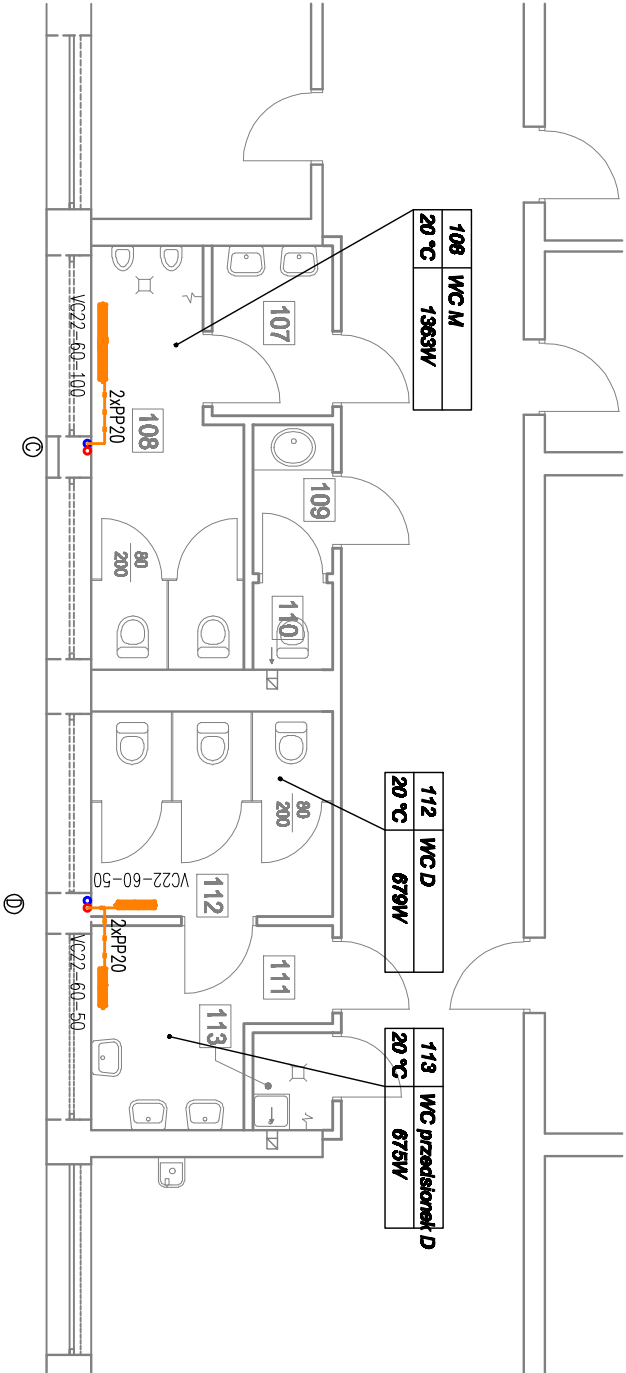 108 WC M
20 °C 1363W
107
VC22-60-100
2xPP20
108
©
109
80
200
110
112 WC D
20 °C 679W
80
200
VC22-60-50
112
D
2xPP20
VC22-60-50
111
113
113 WC przedsionek D
20 °C 675W